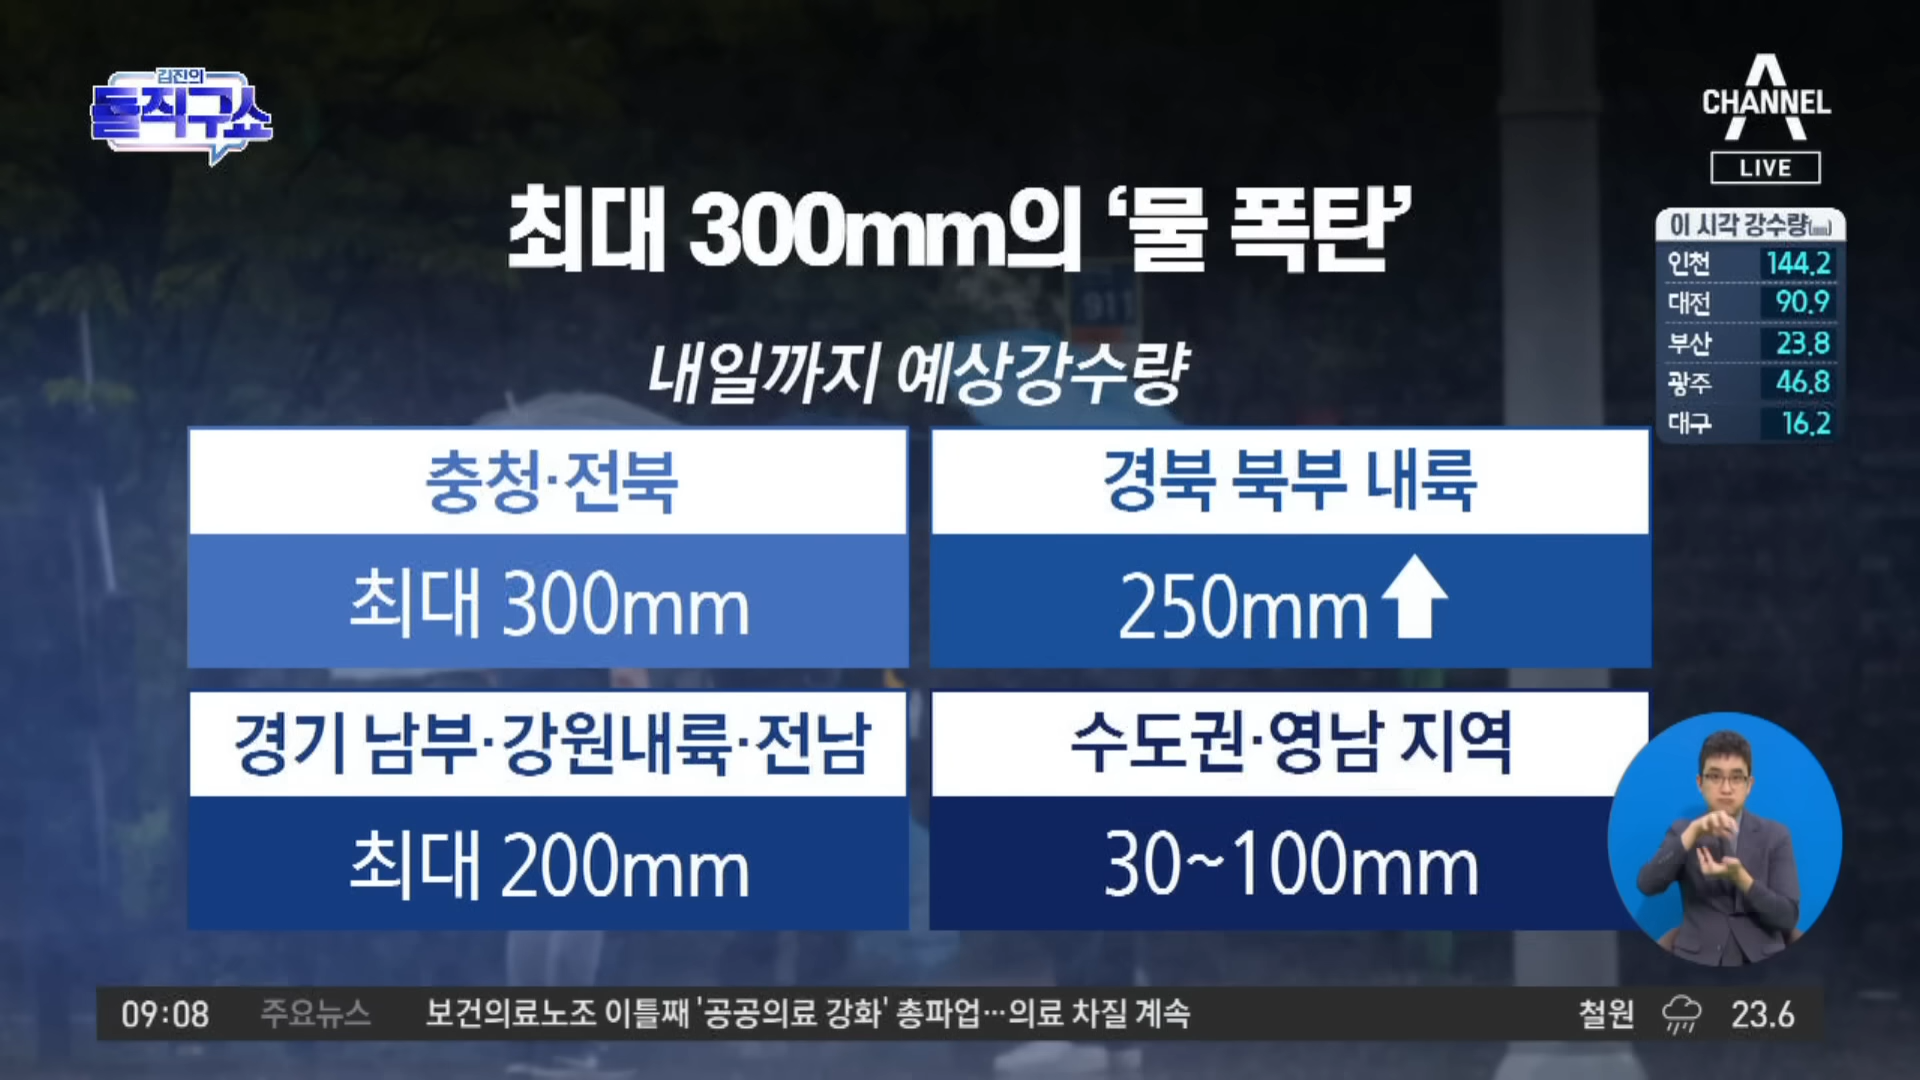 김진의
돌직구쇼
CHANNEL A
LIVE
최대 300mm의 ‘물 폭탄’
이 시각 강수량(㎜)
인천 144.2
대전 90.9
부산 23.8
광주 46.8
대구 16.2
내일까지 예상강수량
충청·전북
최대 300mm
경북 북부 내륙
250mm↑
경기 남부·강원내륙·전남
최대 200mm
수도권·영남 지역
30~100mm
09:08 주요뉴스 보건의료노조 이틀째 '공공의료 강화' 총파업…의료 차질 계속 철원 23.6